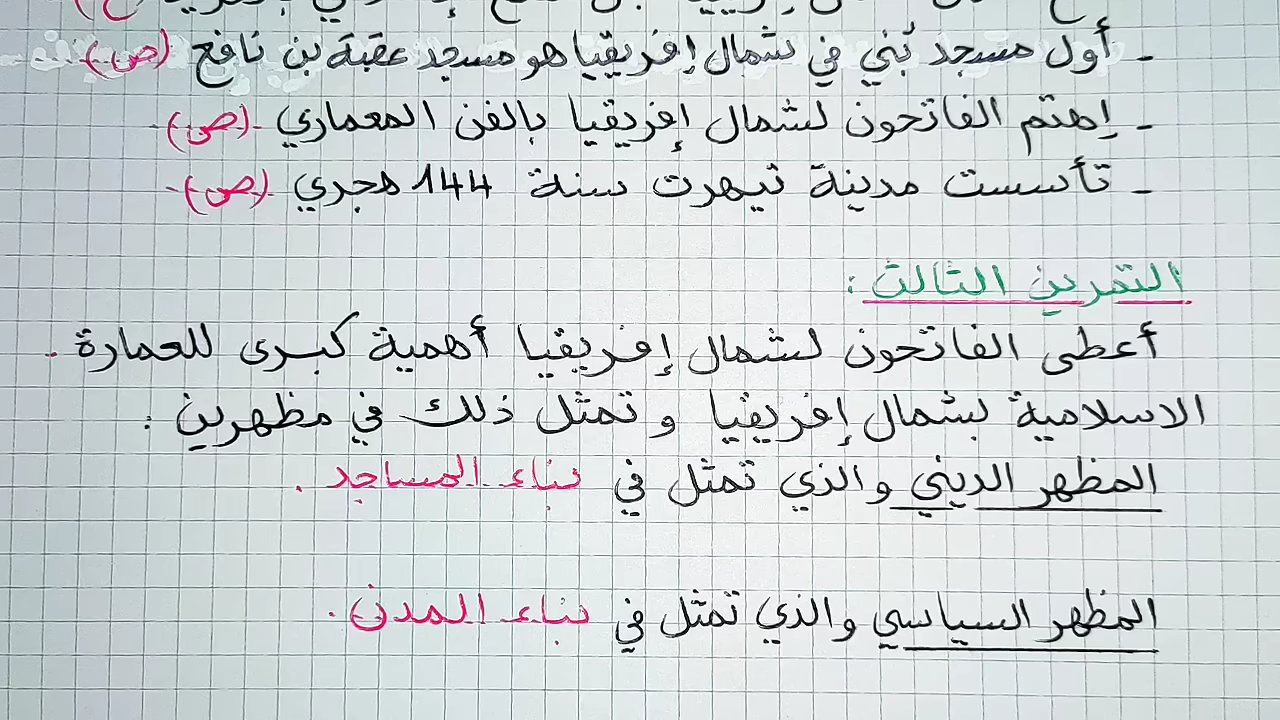 - أول مسجد بُني في شمال إفريقيا هو مسجد عقبة بن نافع (ص)
- إهتم الفاتحون لشمال إفريقيا بالفن المعماري . (ص) .
- تأسست مدينة تيهرت سنة 144 هجري . (ص) .
التمرين الثالث :
أعطى الفاتحون لشمال إفريقيا أهمية كبرى للعمارة .
الاسلامية بشمال إفريقيا و تمثل ذلك في مظهرين :
المظهر الديني والذي تمثل في بناء المساجد .
المظهر السياسي والذي تمثل في بناء المدن .